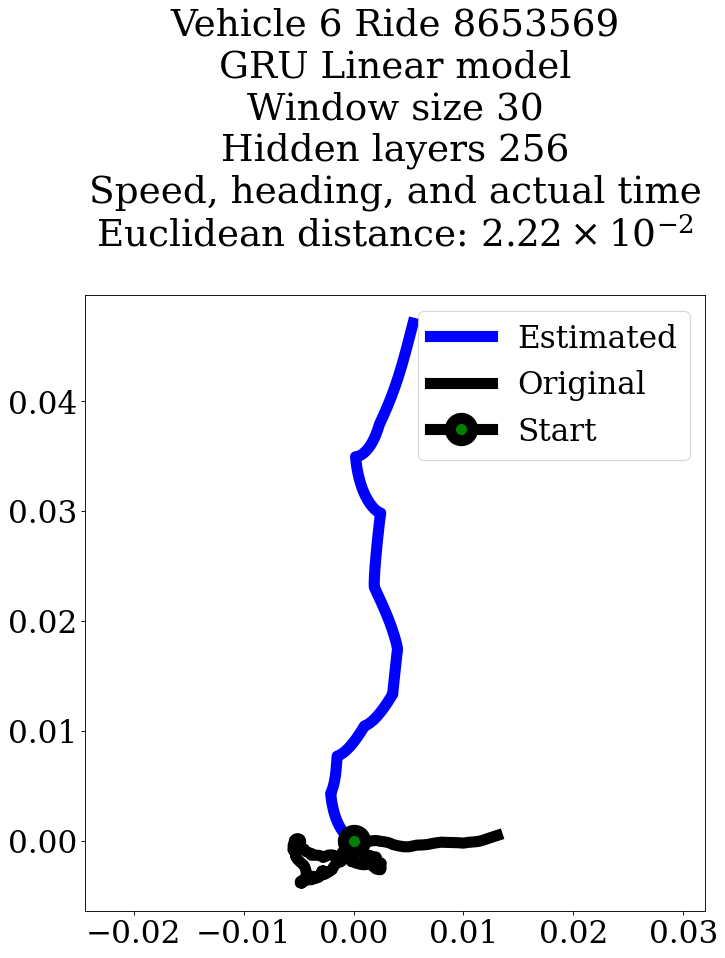 Vehicle 6 Ride 8653569
GRU Linear model
Window size 30
Hidden layers 256
Speed, heading, and actual time
Euclidean distance: 2.22 × 10⁻²
Estimated
Original
Start
0.04
0.03
0.02
0.01
0.00
−0.02 −0.01 0.00 0.01 0.02 0.03